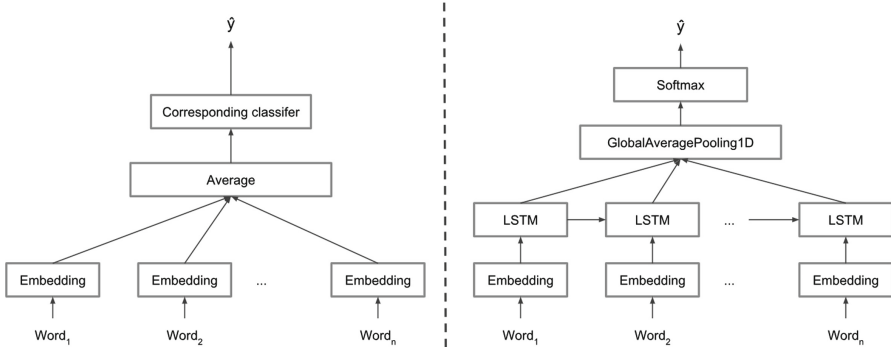 ŷ
Corresponding classifer
Average
Embedding Embedding ... Embedding
Word1 Word2 Wordn
ŷ
Softmax
GlobalAveragePooling1D
LSTM LSTM ... LSTM
Embedding Embedding ... Embedding
Word1 Word2 Wordn